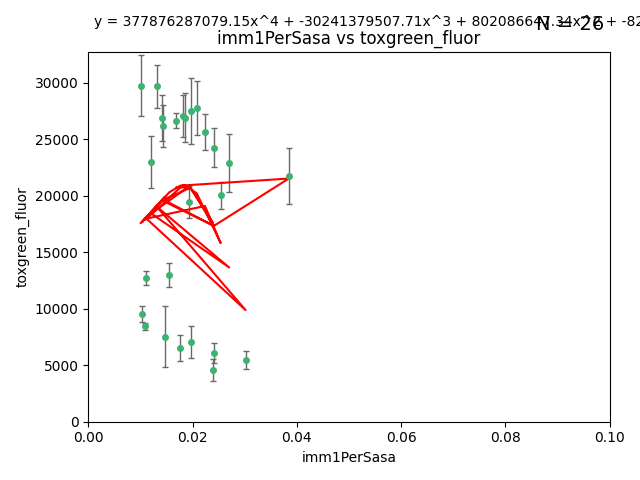 y = 377876287079.15x^4 + -30241379507.71x^3 + 802086647.34x^2 + -82
N = 26
imm1PerSasa vs toxgreen_fluor
30000
25000
20000
15000
10000
5000
0
toxgreen_fluor
0.00 0.02 0.04 0.06 0.08 0.10
imm1PerSasa